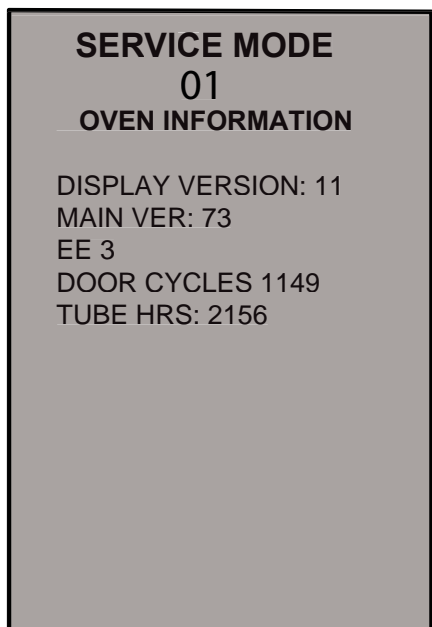 SERVICE MODE
01
OVEN INFORMATION
DISPLAY VERSION: 11
MAIN VER: 73
EE 3
DOOR CYCLES 1149
TUBE HRS: 2156